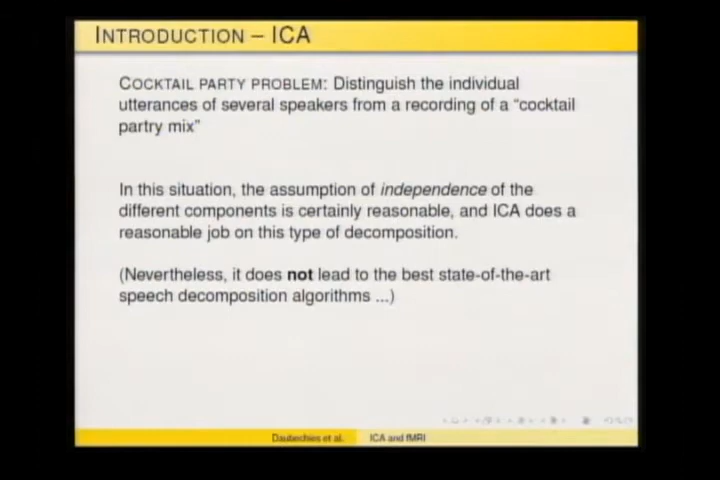 INTRODUCTION – ICA
COCKTAIL PARTY PROBLEM: Distinguish the individual
utterances of several speakers from a recording of a “cocktail
partry mix”
In this situation, the assumption of independence of the
different components is certainly reasonable, and ICA does a
reasonable job on this type of decomposition.
(Nevertheless, it does not lead to the best state-of-the-art
speech decomposition algorithms ...)
Daubechies et al. ICA and fMRI